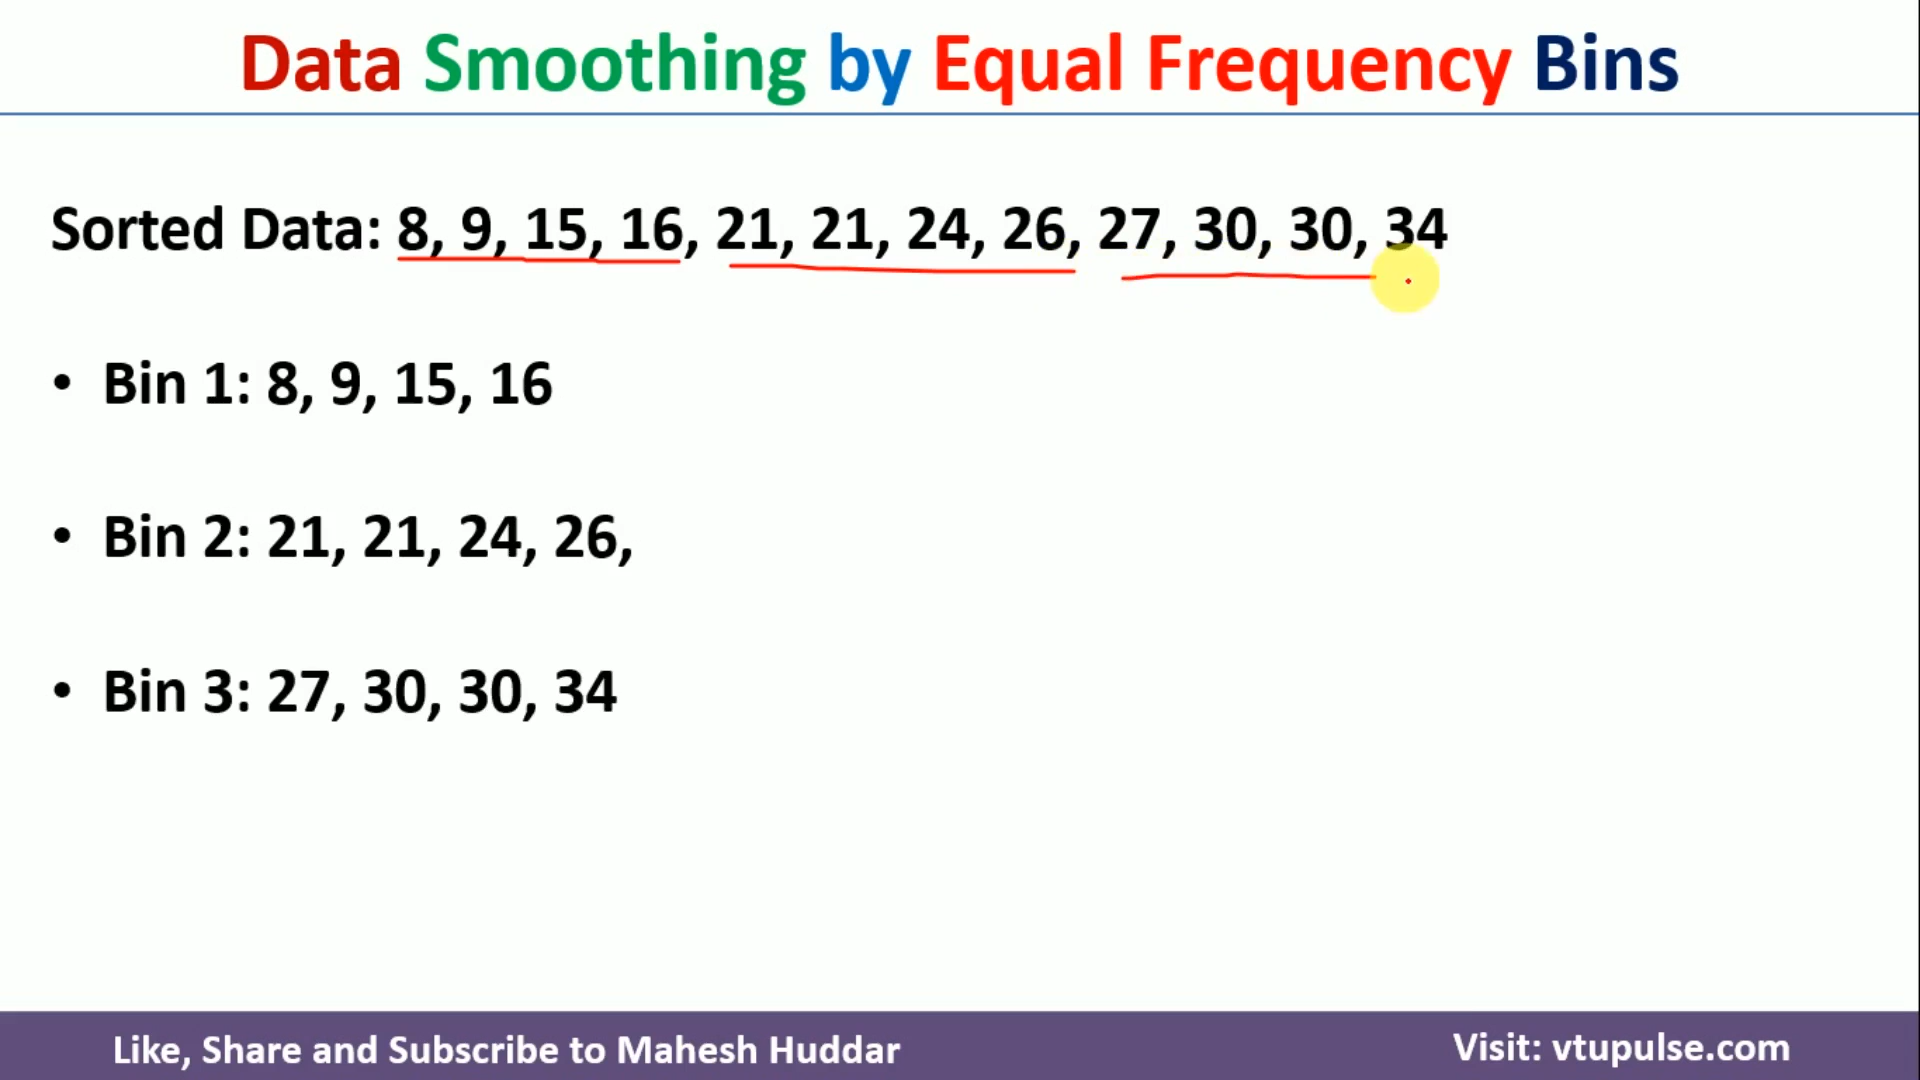 Data Smoothing by Equal Frequency Bins
Sorted Data: 8, 9, 15, 16, 21, 21, 24, 26, 27, 30, 30, 34
• Bin 1: 8, 9, 15, 16
• Bin 2: 21, 21, 24, 26,
• Bin 3: 27, 30, 30, 34
Like, Share and Subscribe to Mahesh Huddar
Visit: vtupulse.com